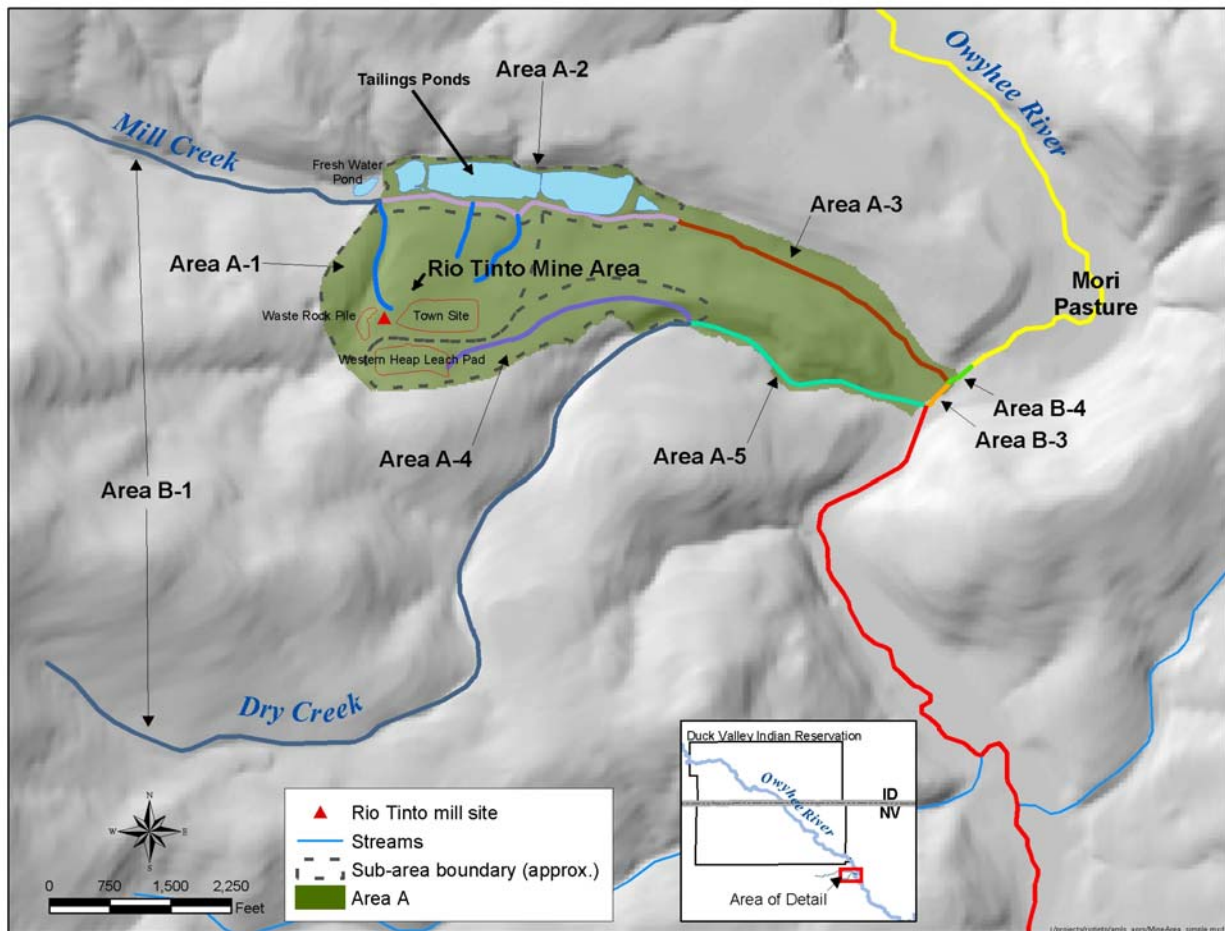 Owyhee
River
Area A-2
Tailings Ponds
Mill Creek
Fresh Water
Pond
Area A-3
Area A-1
Rio Tinto Mine Area
Mori
Pasture
Waste Rock Pile
Town Site
Western Heap Leach Pad
Area B-4
Area B-3
Area A-4
Area A-5
Area B-1
Dry Creek
Duck Valley Indian Reservation
Owyhee River
ID
NV
Area of Detail
N
W
E
S
0 750 1,500 2,250
Feet
Rio Tinto mill site
Streams
Sub-area boundary (approx.)
Area A